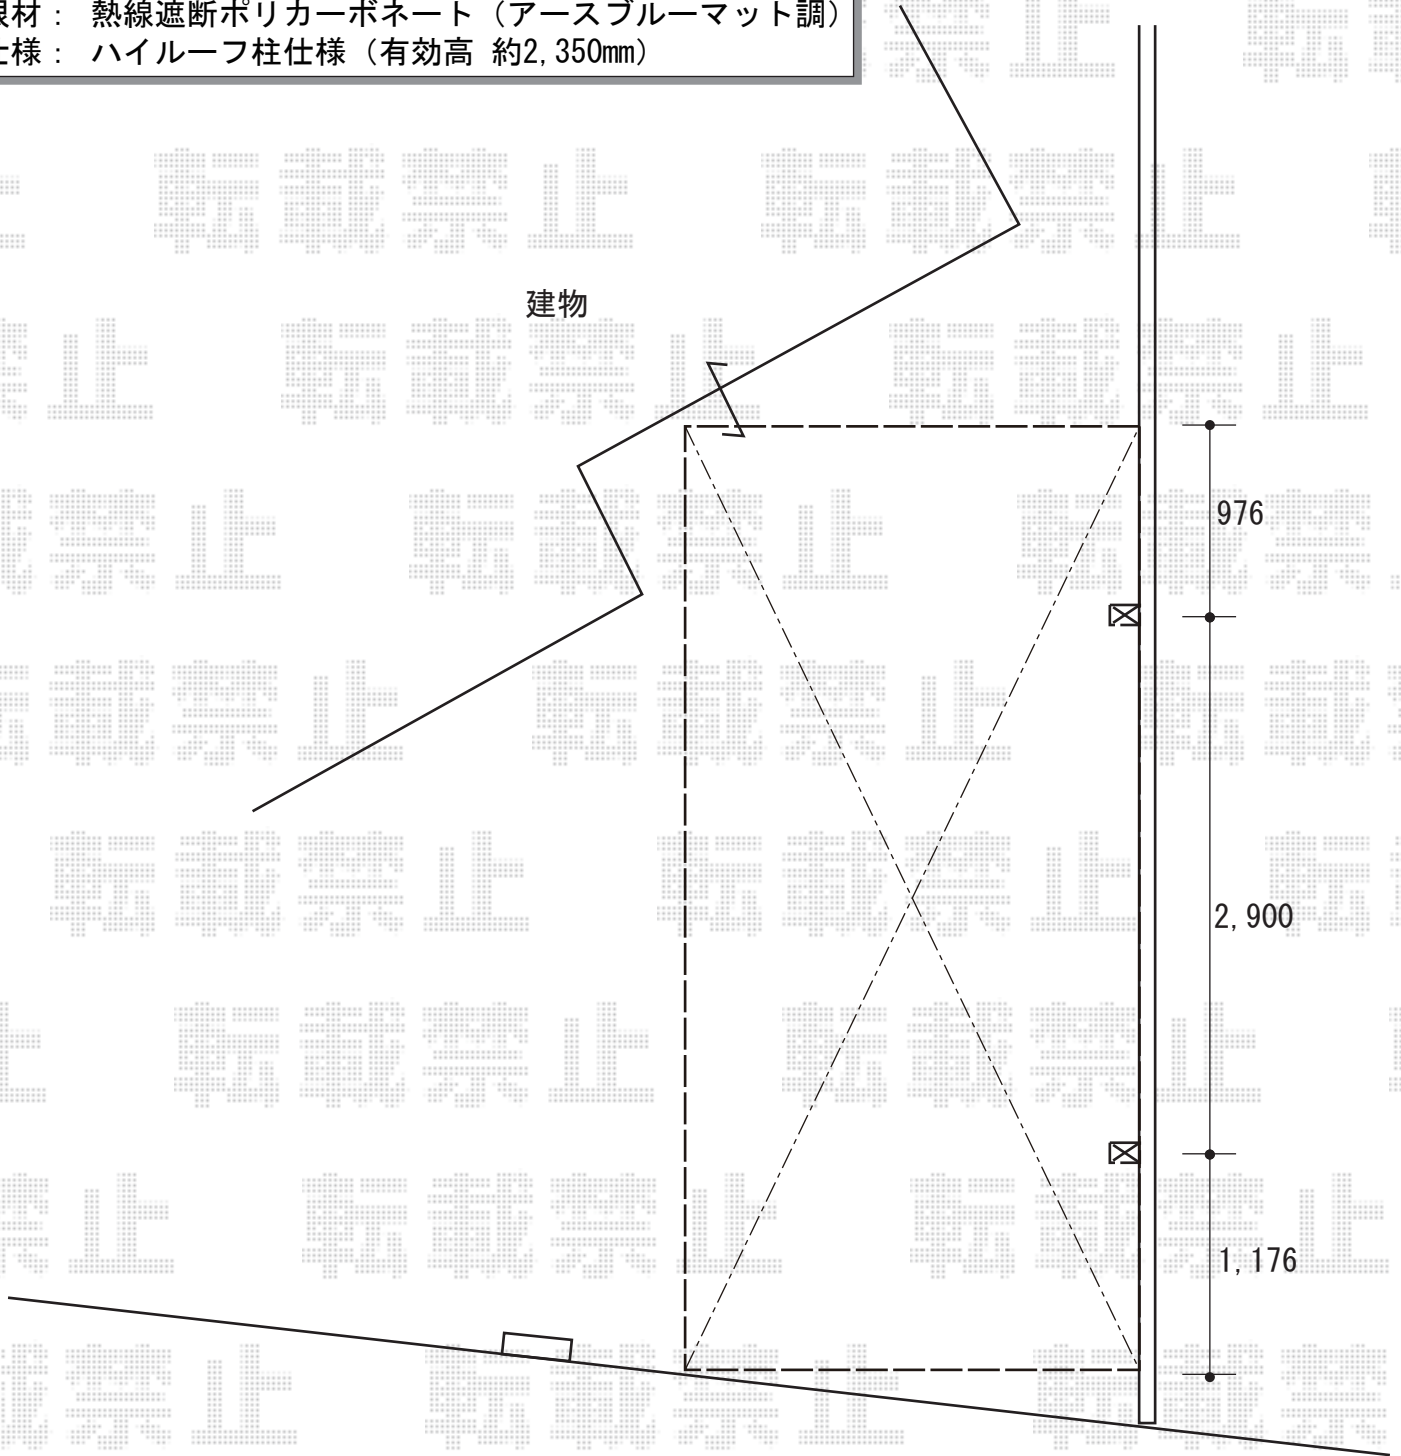 材： 熱線遮断ポリカーボネート（アースブルーマット調）
様： ハイルーフ柱仕様（有効高 約2,350mm）
建物
976
2,900
1,176
転載禁止